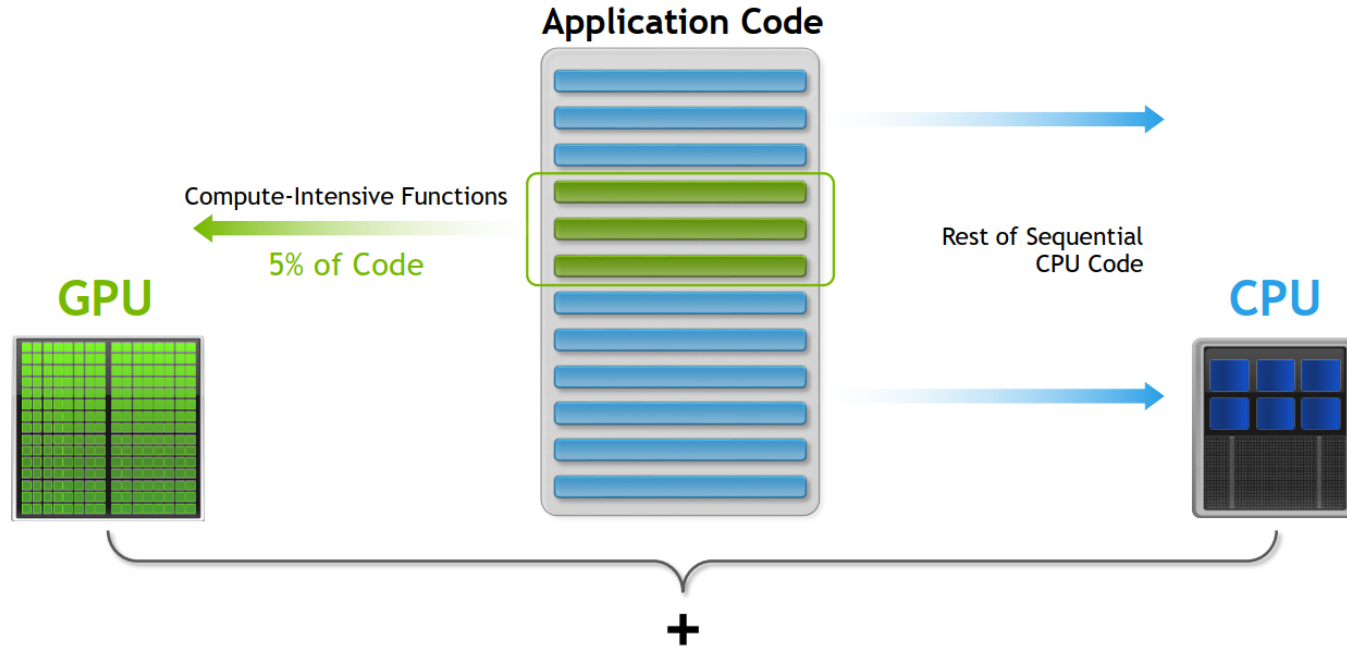 Application Code
Compute-Intensive Functions
5% of Code
GPU
Rest of Sequential
CPU Code
CPU
+